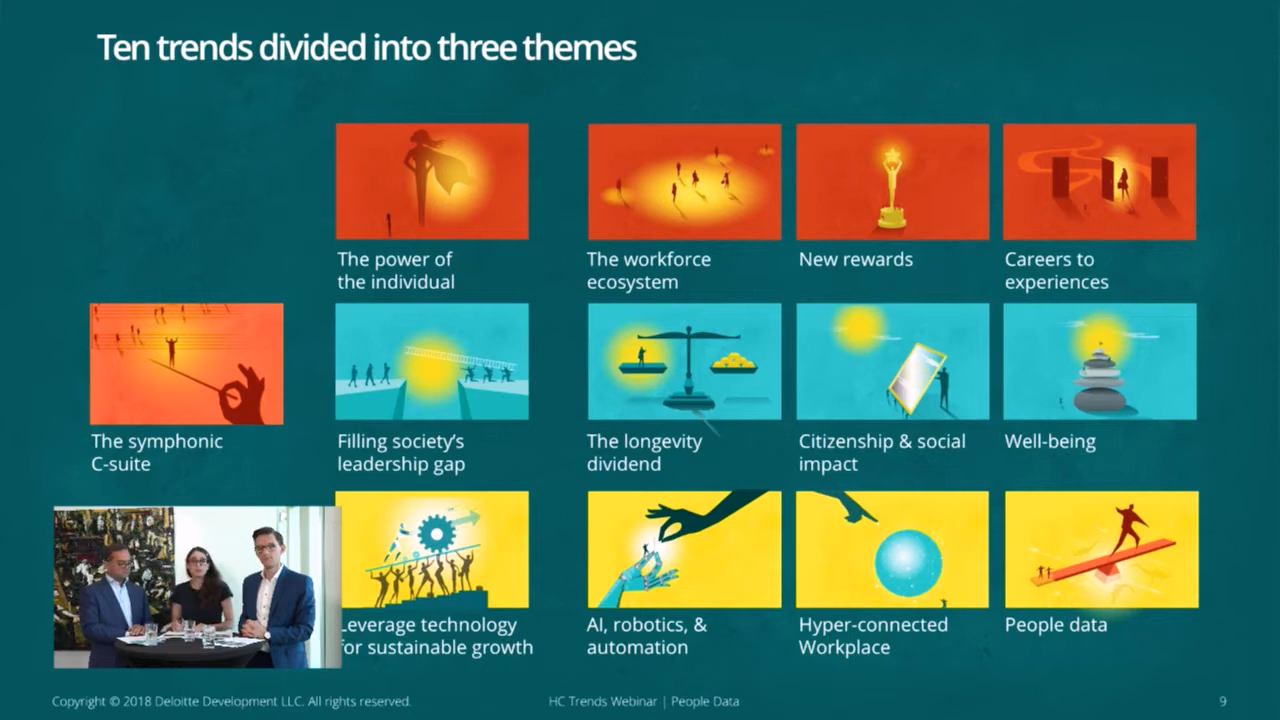 Ten trends divided into three themes
The power of
the individual
The workforce
ecosystem
New rewards
Careers to
experiences
The symphonic
C-suite
Filling society's
leadership gap
The longevity
dividend
Citizenship & social
impact
Well-being
Leverage technology
for sustainable growth
AI, robotics, &
automation
Hyper-connected
Workplace
People data
Copyright © 2018 Deloitte Development LLC. All rights reserved.
HC Trends Webinar | People Data
9